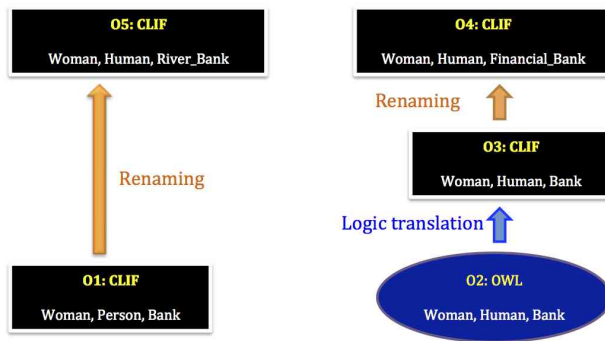 O5: CLIF
Woman, Human, River_Bank
O4: CLIF
Woman, Human, Financial_Bank
Renaming
O3: CLIF
Woman, Human, Bank
Renaming
Logic translation
O1: CLIF
Woman, Person, Bank
O2: OWL
Woman, Human, Bank